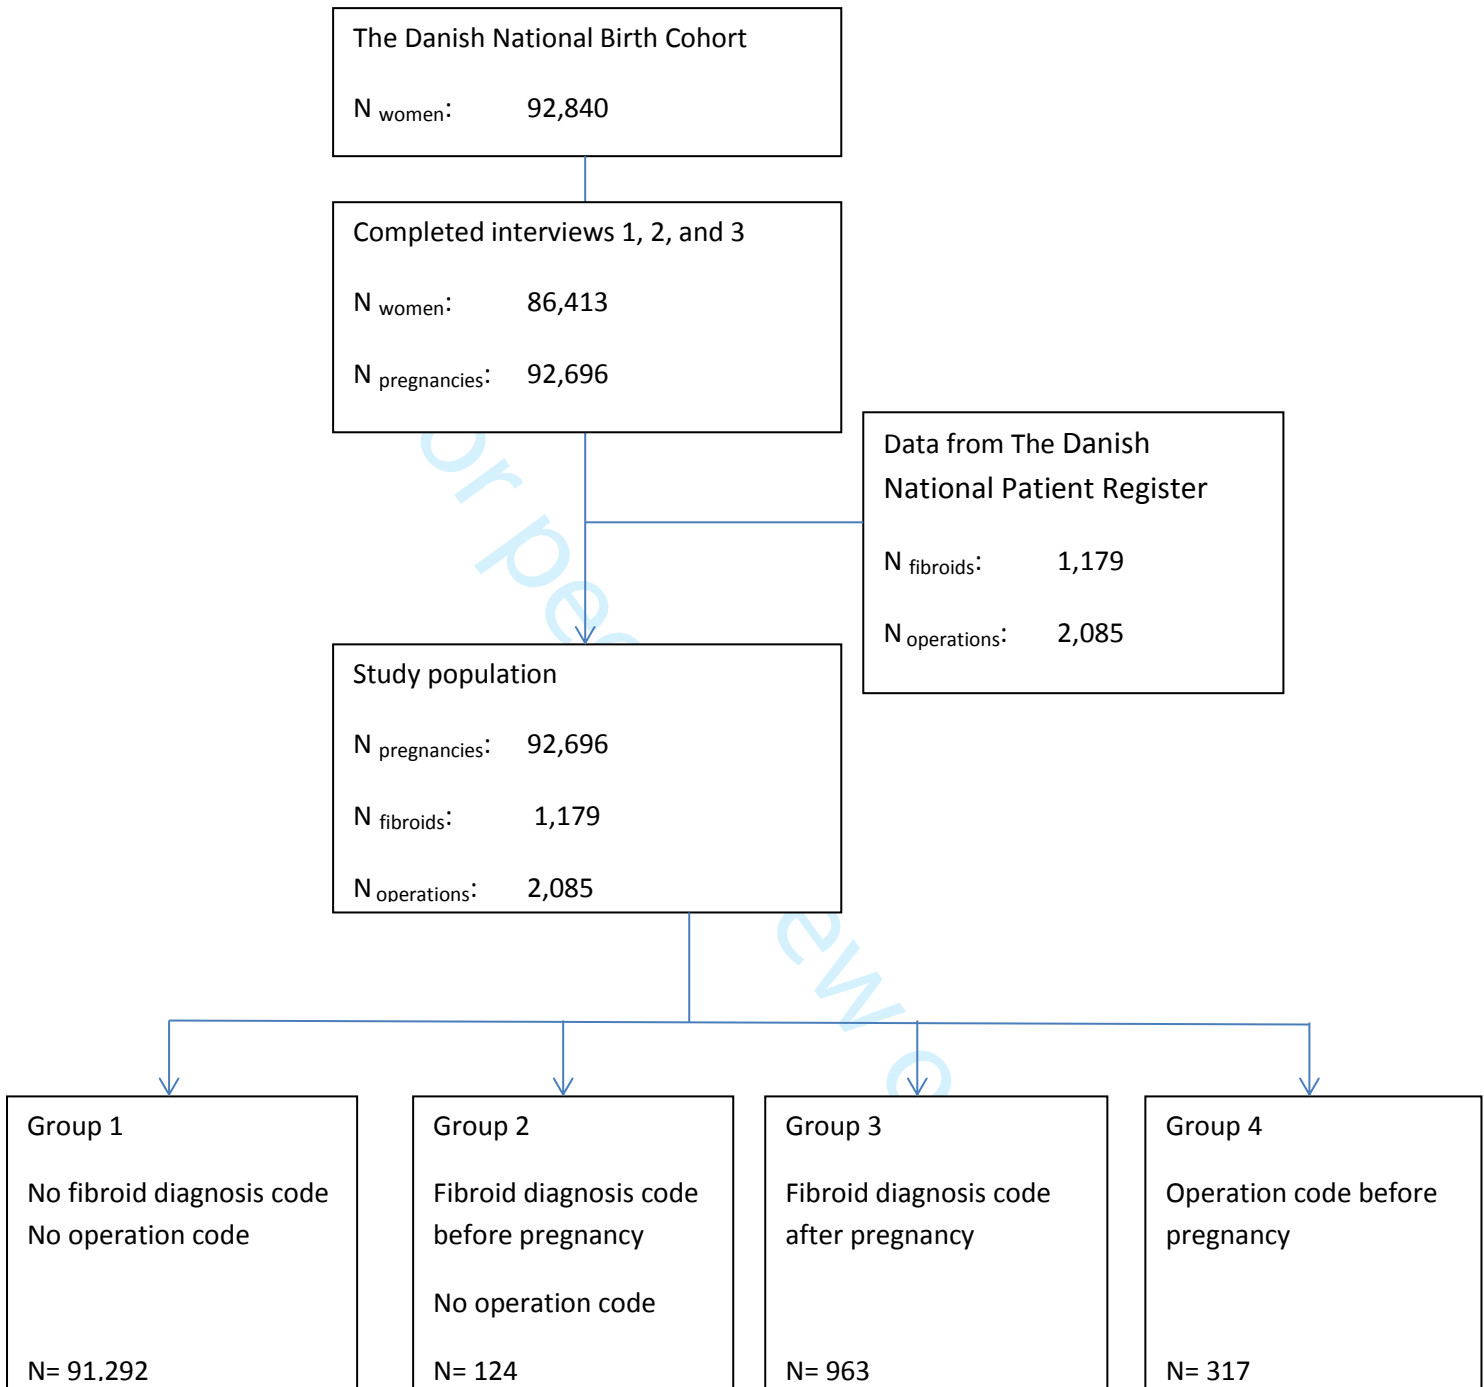 The Danish National Birth Cohort
N women: 92,840
Completed interviews 1, 2, and 3
N women: 86,413
N pregnancies: 92,696
Data from The Danish
National Patient Register
N fibroids: 1,179
N operations: 2,085
Study population
N pregnancies: 92,696
N fibroids: 1,179
N operations: 2,085
Group 1
No fibroid diagnosis code
No operation code
N= 91,292
Group 2
Fibroid diagnosis code
before pregnancy
No operation code
N= 124
Group 3
Fibroid diagnosis code
after pregnancy
N= 963
Group 4
Operation code before
pregnancy
N= 317